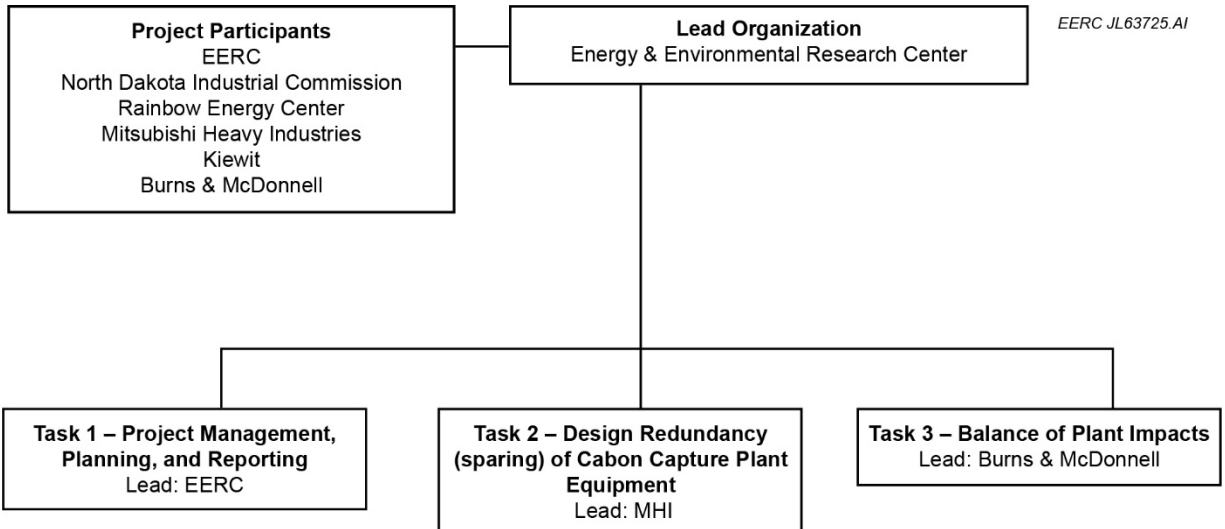 Project Participants
EERC
North Dakota Industrial Commission
Rainbow Energy Center
Mitsubishi Heavy Industries
Kiewit
Burns & McDonnell
Lead Organization
Energy & Environmental Research Center
EERC JL63725.AI
Task 1 – Project Management,
Planning, and Reporting
Lead: EERC
Task 2 – Design Redundancy
(sparing) of Cabon Capture Plant
Equipment
Lead: MHI
Task 3 – Balance of Plant Impacts
Lead: Burns & McDonnell